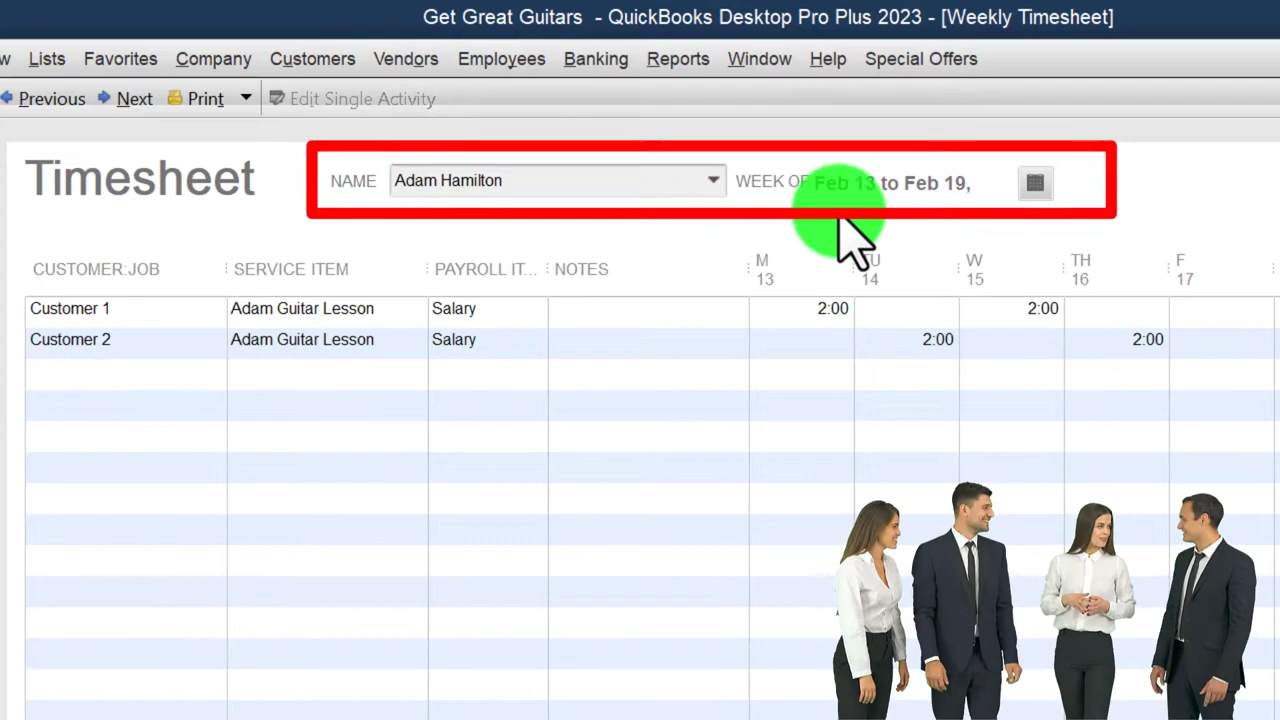 Get Great Guitars - QuickBooks Desktop Pro Plus 2023 - [Weekly Timesheet]
w Lists Favorites Company Customers Vendors Employees Banking Reports Window Help Special Offers
Previous Next Print Edit Single Activity
Timesheet NAME Adam Hamilton WEEK OF Feb 13 to Feb 19,
CUSTOMER:JOB SERVICE ITEM PAYROLL IT... NOTES M 13 TU 14 W 15 TH 16 F 17
Customer 1 Adam Guitar Lesson Salary 2:00 2:00
Customer 2 Adam Guitar Lesson Salary 2:00 2:00